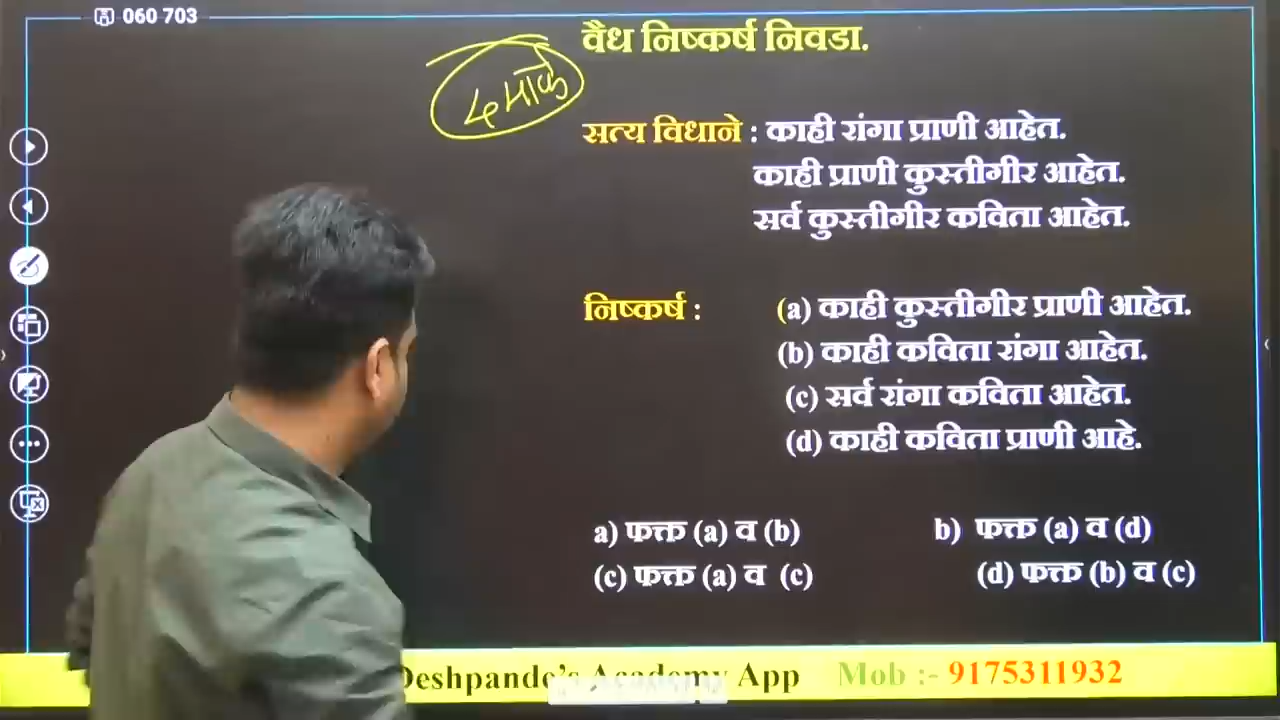 060 703
वैध निष्कर्ष निवडा.
4 मार्क
सत्य विधाने : काही रांगा प्राणी आहेत.
काही प्राणी कुस्तीगीर आहेत.
सर्व कुस्तीगीर कविता आहेत.
निष्कर्ष : (a) काही कुस्तीगीर प्राणी आहेत.
(b) काही कविता रांगा आहेत.
(c) सर्व रांगा कविता आहेत.
(d) काही कविता प्राणी आहे.
a) फक्त (a) व (b) b) फक्त (a) व (d)
(c) फक्त (a) व (c) (d) फक्त (b) व (c)
Deshpande's Academy App Mob :- 9175311932